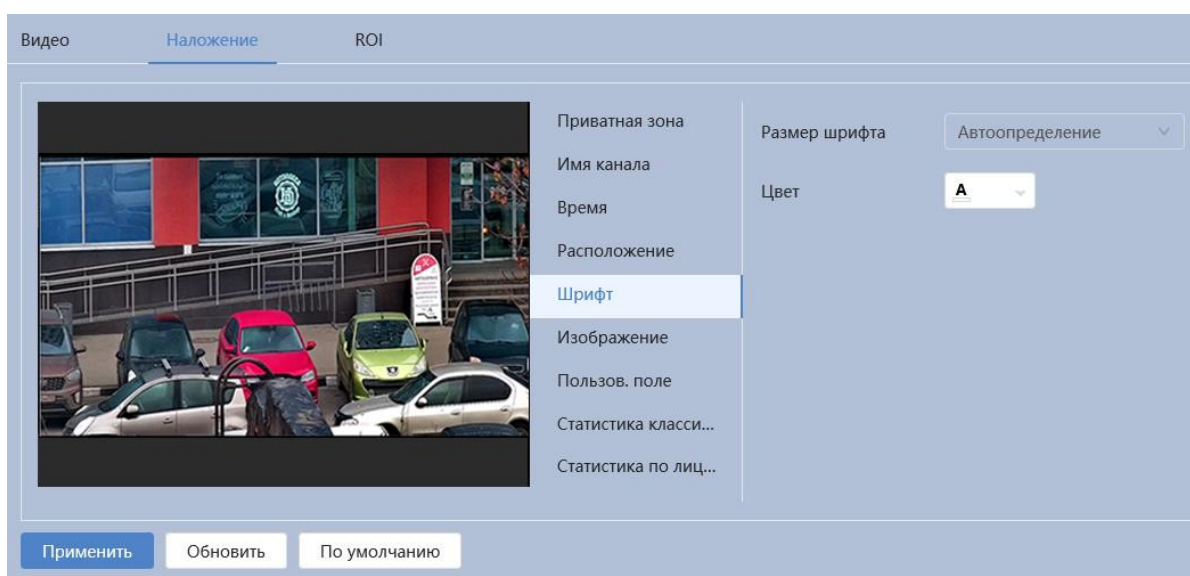 Видео
Наложение
ROI
Приватная зона
Имя канала
Время
Расположение
Шрифт
Изображение
Пользов. поле
Статистика класси...
Статистика по лиц...
Размер шрифта
Автоопределение
Цвет
A
Применить
Обновить
По умолчанию